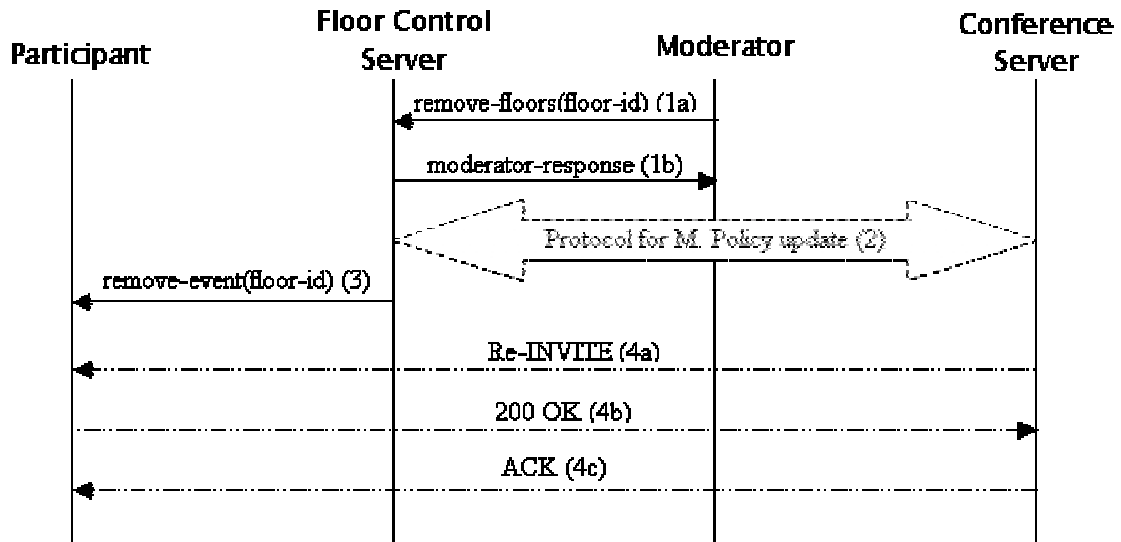 Participant
Floor Control
Server
Moderator
Conference
Server
remove-floors(floor-id) (1a)
moderator-response (1b)
Protocol for M. Policy update (2)
remove-event(floor-id) (3)
Re-INVITE (4a)
200 OK (4b)
ACK (4c)